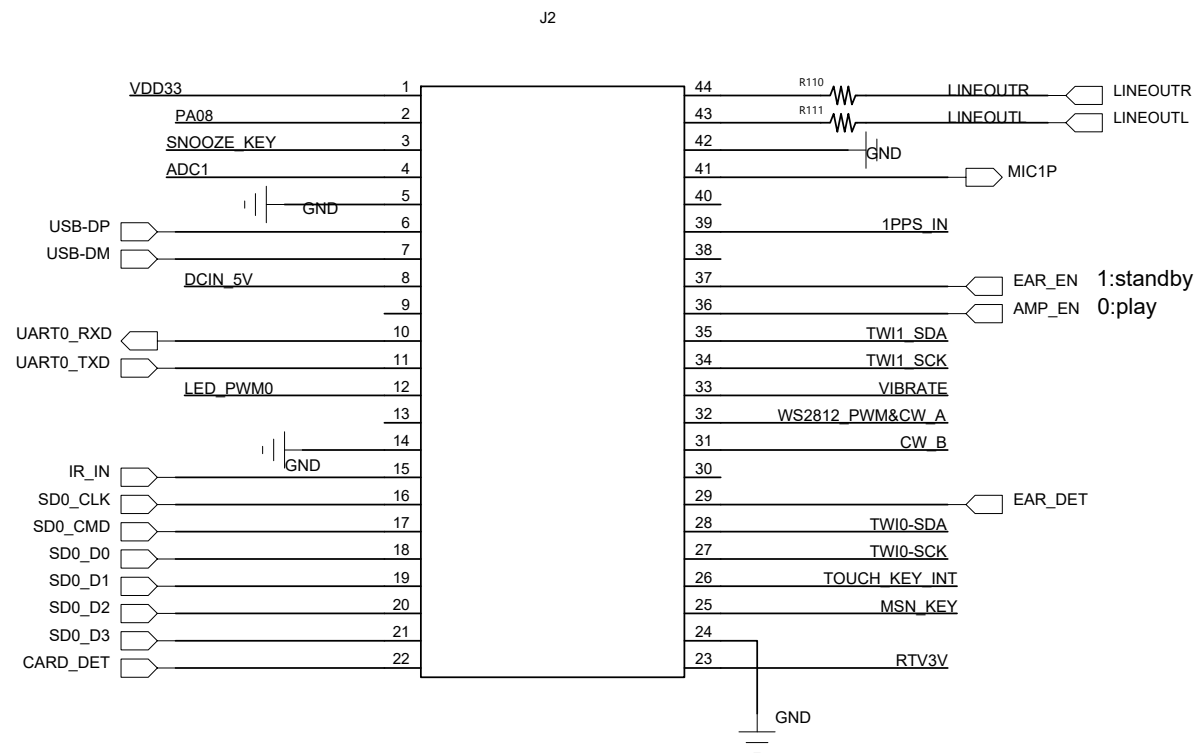 J2
VDD33 1
PA08 2
SNOOZE_KEY 3
ADC1 4
GND 5
USB-DP 6
USB-DM 7
DCIN_5V 8
9
UART0_RXD 10
UART0_TXD 11
LED_PWM0 12
13
GND 14
IR_IN 15
SD0_CLK 16
SD0_CMD 17
SD0_D0 18
SD0_D1 19
SD0_D2 20
SD0_D3 21
CARD_DET 22
44 R110 LINEOUTR LINEOUTR
43 R111 LINEOUTL LINEOUTL
42 GND
41 MIC1P
40
39 1PPS_IN
38
37 EAR_EN 1:standby
36 AMP_EN 0:play
35 TWI1_SDA
34 TWI1_SCK
33 VIBRATE
32 WS2812_PWM&CW_A
31 CW_B
30
29 EAR_DET
28 TWI0-SDA
27 TWI0-SCK
26 TOUCH_KEY_INT
25 MSN_KEY
24
23 RTV3V
GND